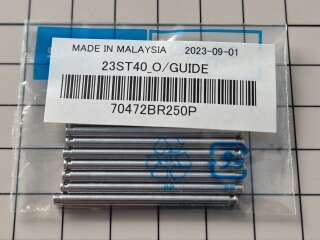 MADE IN MALAYSIA 2023-09-01
23ST40_O/GUIDE
70472BR250P